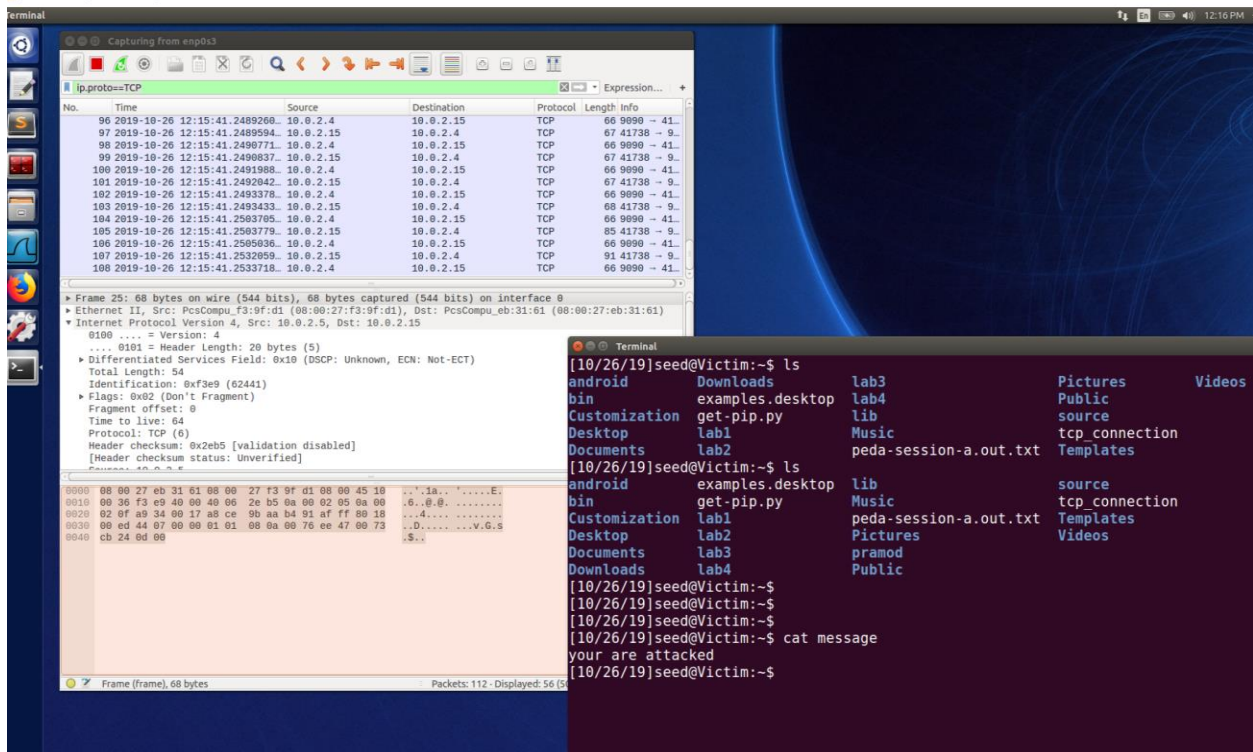 Terminal
En 12:16 PM
Capturing from enp0s3
ip.proto==TCP
Expression... +
No. Time Source Destination Protocol Length Info
96 2019-10-26 12:15:41.2489260… 10.0.2.4 10.0.2.15 TCP 66 9090 → 41…
97 2019-10-26 12:15:41.2489594… 10.0.2.15 10.0.2.4 TCP 67 41738 → 9…
98 2019-10-26 12:15:41.2490771… 10.0.2.4 10.0.2.15 TCP 66 9090 → 41…
99 2019-10-26 12:15:41.2490837… 10.0.2.15 10.0.2.4 TCP 67 41738 → 9…
100 2019-10-26 12:15:41.2491988… 10.0.2.4 10.0.2.15 TCP 66 9090 → 41…
101 2019-10-26 12:15:41.2492042… 10.0.2.15 10.0.2.4 TCP 67 41738 → 9…
102 2019-10-26 12:15:41.2493378… 10.0.2.4 10.0.2.15 TCP 66 9090 → 41…
103 2019-10-26 12:15:41.2493433… 10.0.2.15 10.0.2.4 TCP 68 41738 → 9…
104 2019-10-26 12:15:41.2503705… 10.0.2.4 10.0.2.15 TCP 66 9090 → 41…
105 2019-10-26 12:15:41.2503779… 10.0.2.15 10.0.2.4 TCP 85 41738 → 9…
106 2019-10-26 12:15:41.2505036… 10.0.2.4 10.0.2.15 TCP 66 9090 → 41…
107 2019-10-26 12:15:41.2532059… 10.0.2.15 10.0.2.4 TCP 91 41738 → 9…
108 2019-10-26 12:15:41.2533718… 10.0.2.4 10.0.2.15 TCP 66 9090 → 41…
Frame 25: 68 bytes on wire (544 bits), 68 bytes captured (544 bits) on interface 0
Ethernet II, Src: PcsCompu_f3:9f:d1 (08:00:27:f3:9f:d1), Dst: PcsCompu_eb:31:61 (08:00:27:eb:31:61)
Internet Protocol Version 4, Src: 10.0.2.5, Dst: 10.0.2.15
0100 .... = Version: 4
.... 0101 = Header Length: 20 bytes (5)
Differentiated Services Field: 0x10 (DSCP: Unknown, ECN: Not-ECT)
Total Length: 54
Identification: 0xf3e9 (62441)
Flags: 0x02 (Don't Fragment)
Fragment offset: 0
Time to live: 64
Protocol: TCP (6)
Header checksum: 0x2eb5 [validation disabled]
[Header checksum status: Unverified]
0000 08 00 27 eb 31 61 08 00 27 f3 9f d1 08 00 45 10 ..'.1a.. '.....E.
0010 00 36 f3 e9 40 00 40 06 2e b5 0a 00 02 05 0a 00 .6..@.@. ........
0020 02 0f a9 34 00 17 a8 ce 9b aa b4 91 af ff 80 18 ...4.... ........
0030 00 ed 44 07 00 00 01 01 08 0a 00 76 ee 47 00 73 ..D..... ...v.G.s
0040 cb 24 0d 00 .$..
Frame (frame), 68 bytes Packets: 112 · Displayed: 56
Terminal
[10/26/19]seed@Victim:~$ ls
android Downloads lab3 Pictures Videos
bin examples.desktop lab4 Public
Customization get-pip.py lib source
Desktop lab1 Music tcp_connection
Documents lab2 peda-session-a.out.txt Templates
[10/26/19]seed@Victim:~$ ls
android examples.desktop lib source
bin get-pip.py Music tcp_connection
Customization lab1 peda-session-a.out.txt Templates
Desktop lab2 Pictures Videos
Documents lab3 pramod
Downloads lab4 Public
[10/26/19]seed@Victim:~$
[10/26/19]seed@Victim:~$
[10/26/19]seed@Victim:~$
[10/26/19]seed@Victim:~$ cat message
your are attacked
[10/26/19]seed@Victim:~$